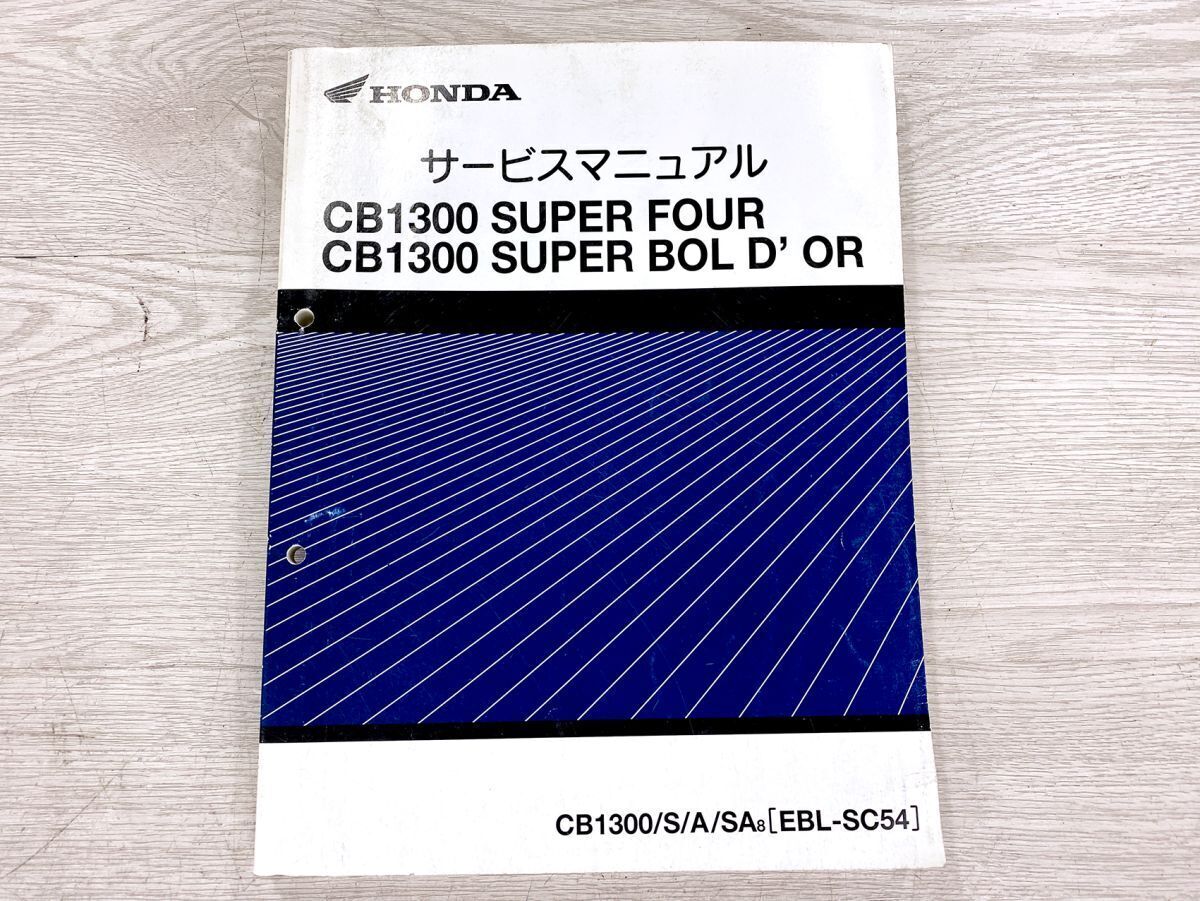 HONDA
サービスマニュアル
CB1300 SUPER FOUR
CB1300 SUPER BOL D' OR
CB1300/S/A/SA8[EBL-SC54]